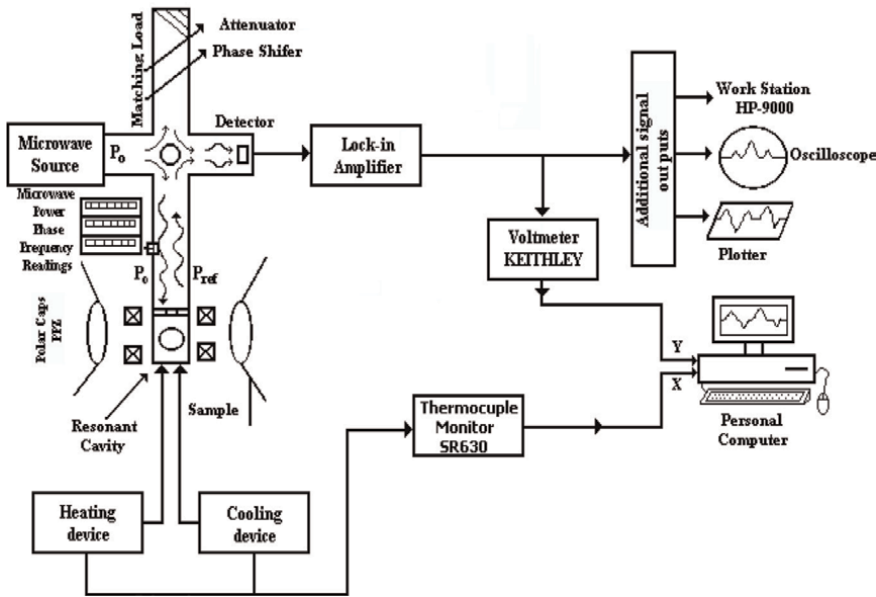 Matching Load
Attenuator
Phase Shifer
Detector
Microwave
Source
Po
Lock-in
Amplifier
Additional signal
out puts
Work Station
HP-9000
Oscilloscope
Plotter
Microwave
Power
Phase
Frequency
Readings
Po
Pref
Voltmeter
KEITHLEY
Polar Caps
PPZ
Y
X
Resonant
Cavity
Sample
Thermocuple
Monitor
SR630
Personal
Computer
Heating
device
Cooling
device